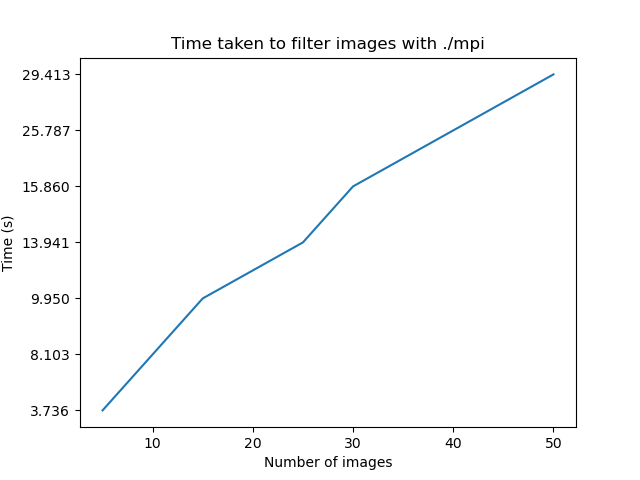 Time taken to filter images with ./mpi
29.413
25.787
15.860
13.941
9.950
8.103
3.736
Time (s)
10 20 30 40 50
Number of images